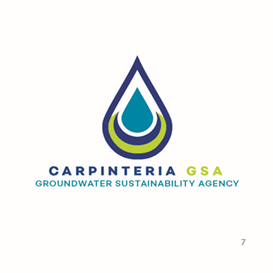 CARPINTERIA GSA
GROUNDWATER SUSTAINABILITY AGENCY
7